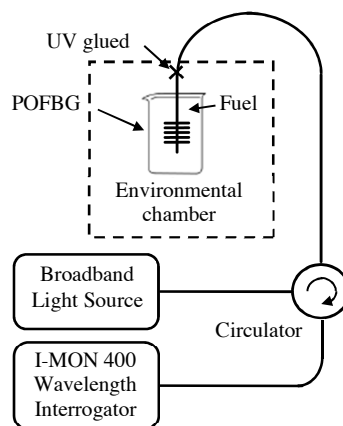 UV glued
POFBG
Fuel
Environmental
chamber
Broadband
Light Source
Circulator
I-MON 400
Wavelength
Interrogator